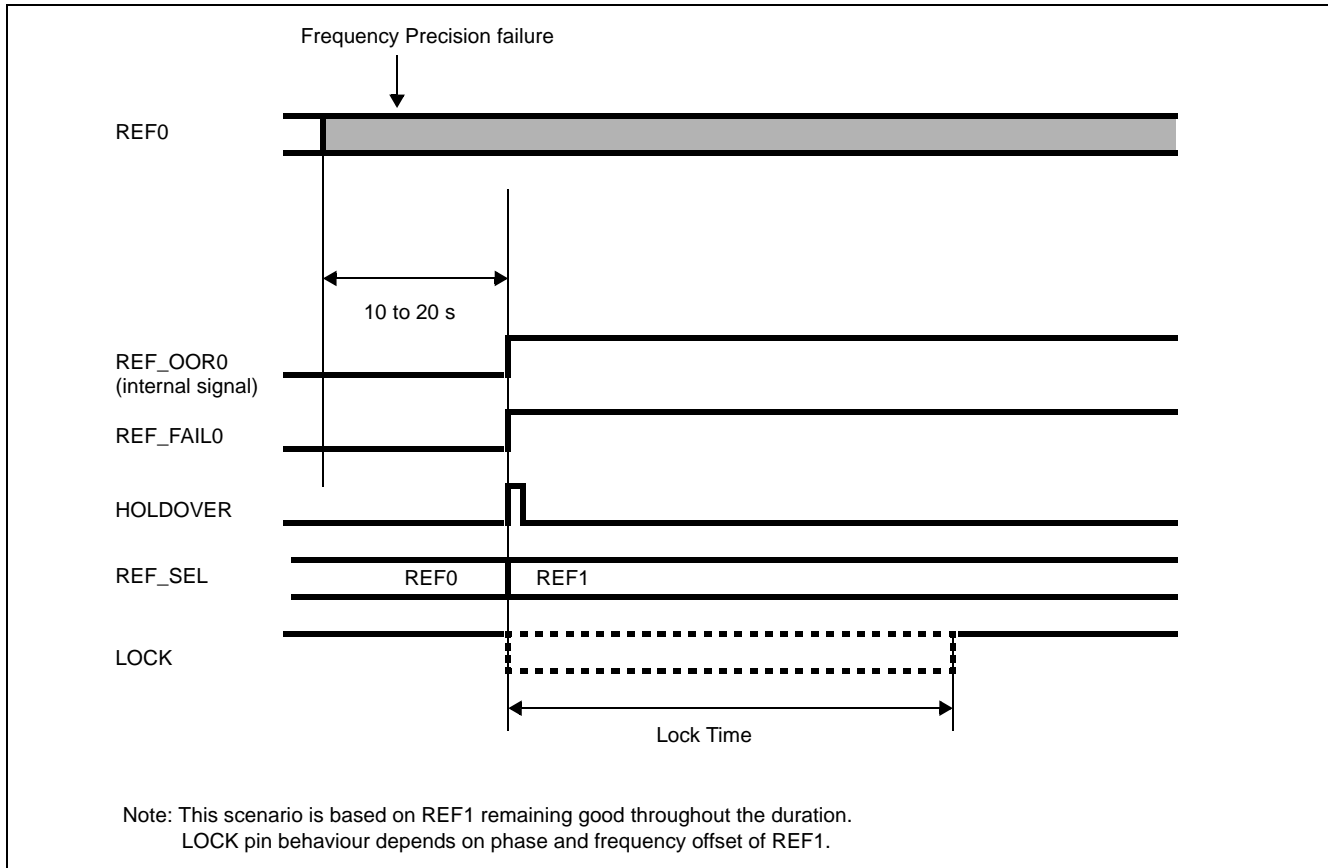 Frequency Precision failure
REF0
10 to 20 s
REF_OOR0
(internal signal)
REF_FAIL0
HOLDOVER
REF_SEL
REF0
REF1
LOCK
Lock Time
Note: This scenario is based on REF1 remaining good throughout the duration.
LOCK pin behaviour depends on phase and frequency offset of REF1.